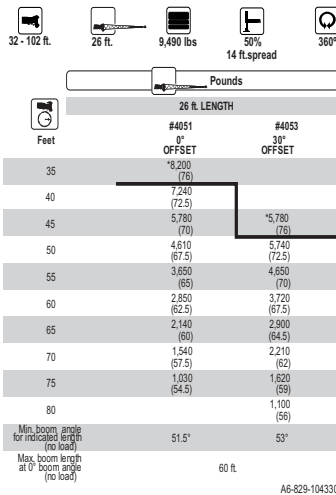 32 - 102 ft. 26 ft. 9,490 lbs 50% 360°
14 ft.spread
Pounds
26 ft. LENGTH
Feet #4051 #4053
0° 30°
OFFSET OFFSET
35 *8,200
(76)
40 7,240
(72.5)
45 5,780 *5,780
(70) (76)
50 4,610 5,740
(67.5) (72.5)
55 3,650 4,650
(65) (70)
60 2,850 3,720
(62.5) (67.5)
65 2,140 2,900
(60) (64.5)
70 1,540 2,210
(57.5) (62)
75 1,030 1,620
(54.5) (59)
80 1,100
(56)
Min. boom angle
for indicated length 51.5° 53°
(no load)
Max. boom length
at 0° boom angle 60 ft.
(no load)
A6-829-104330